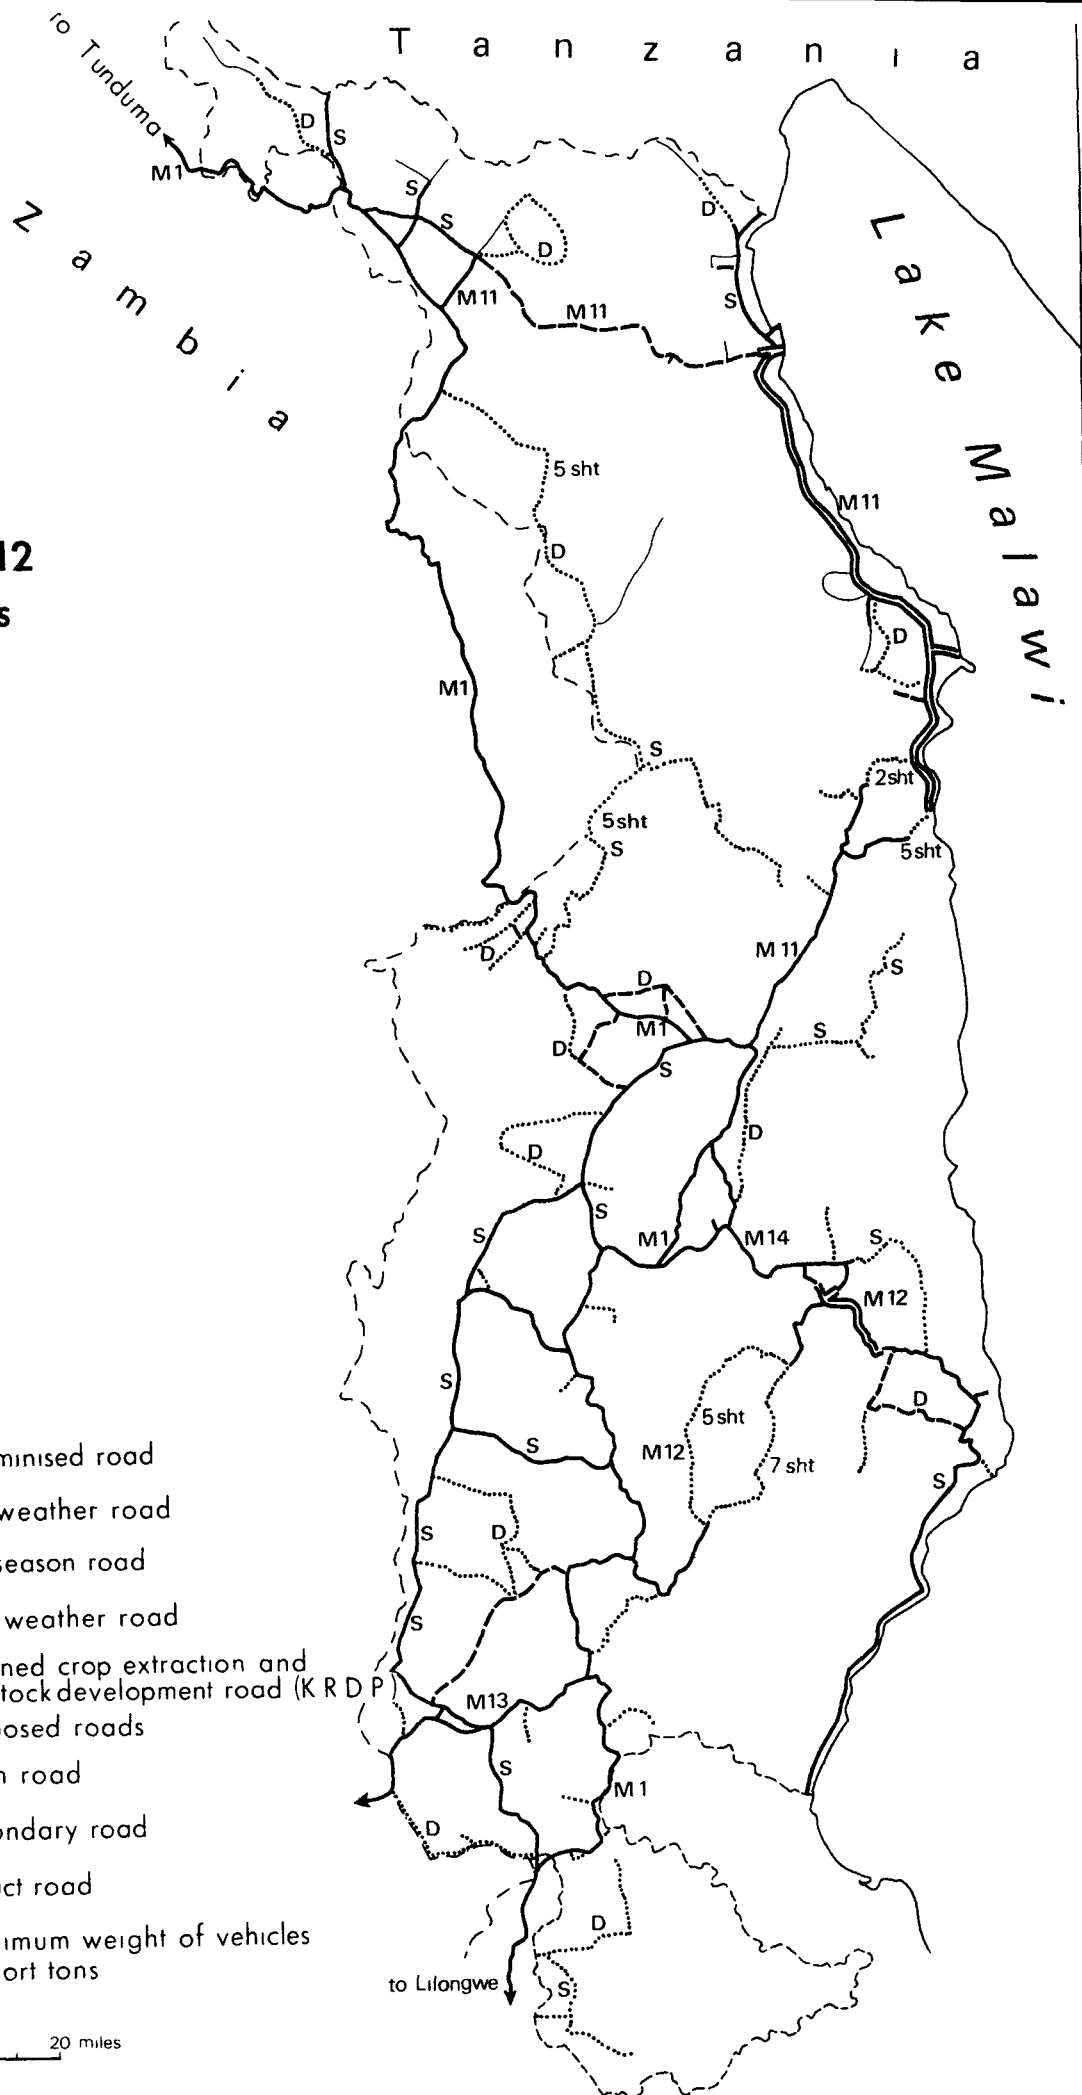 T a n z a n i a
to Tunduma
M1
D
S
S
S
D
D
M11
M11
S
Z a m b i a
L a k e M a l a w i
5 sht
M11
12
s
D
D
M1
S
2sht
5sht
S
5sht
M 11
D
S
D
M1
S
D
S
D
D
S
S
M1
M14
S
M12
S
5 sht
D
S
M12
7 sht
S
minised road
weather road
S
D
season road
weather road
S
ned crop extraction and
tock development road (K R D P)
M13
osed roads
S
n road
M1
ondary road
D
ct road
D
imum weight of vehicles
ort tons
to Lilongwe
S
20 miles